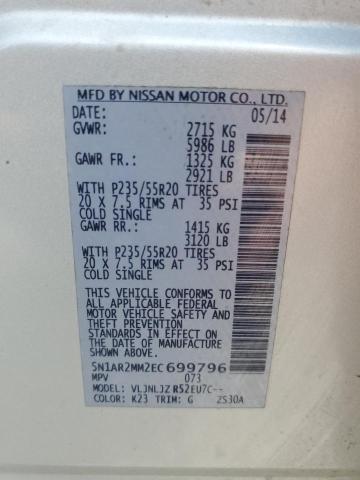 MFD BY NISSAN MOTOR CO., LTD.
DATE: 05/14
GVWR: 2715 KG
5986 LB
GAWR FR.: 1325 KG
2921 LB
WITH P235/55R20 TIRES
20 X 7.5 RIMS AT 35 PSI
COLD SINGLE
GAWR RR.: 1415 KG
3120 LB
WITH P235/55R20 TIRES
20 X 7.5 RIMS AT 35 PSI
COLD SINGLE
THIS VEHICLE CONFORMS TO
ALL APPLICABLE FEDERAL
MOTOR VEHICLE SAFETY AND
THEFT PREVENTION
STANDARDS IN EFFECT ON
THE DATE OF MANUFACTURE
SHOWN ABOVE.
5N1AR2MM2EC699796
MPV 073
MODEL: VLJNLJZ R52EU7C--
COLOR: K23 TRIM: G ZS30A